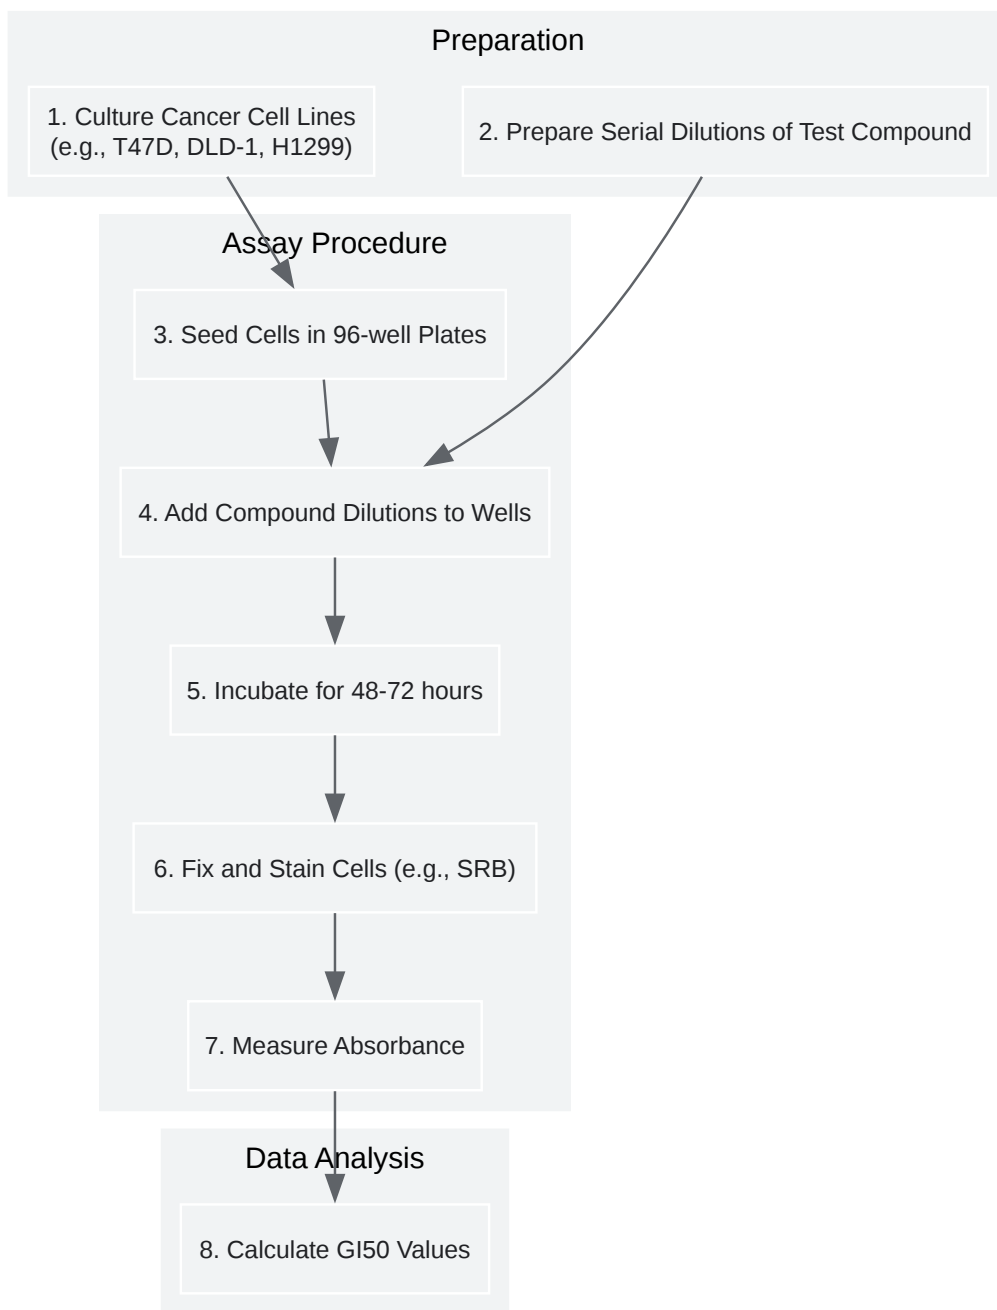 Preparation
1. Culture Cancer Cell Lines
(e.g., T47D, DLD-1, H1299)
2. Prepare Serial Dilutions of Test Compound
Assay Procedure
3. Seed Cells in 96-well Plates
4. Add Compound Dilutions to Wells
5. Incubate for 48-72 hours
6. Fix and Stain Cells (e.g., SRB)
7. Measure Absorbance
Data Analysis
8. Calculate GI50 Values